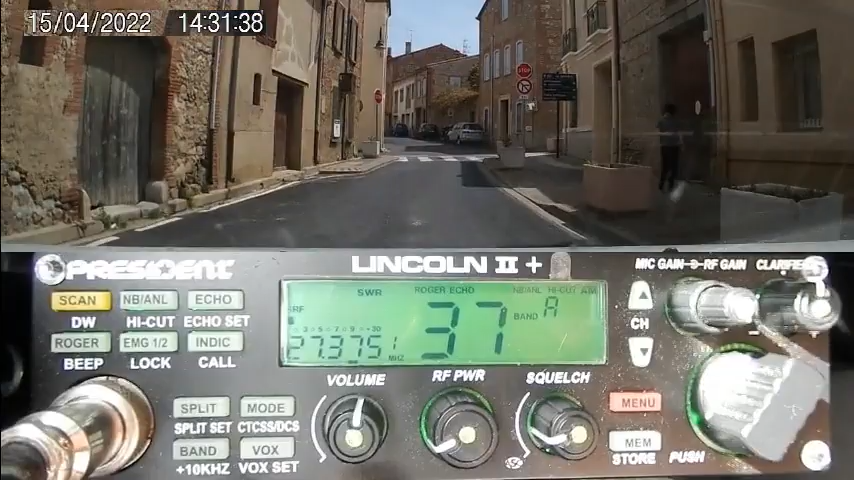 15/04/2022 14:31:38
STOP
PRESIDENT
LINCOLN II +
MIC GAIN RF GAIN CLARIFIER
SCAN NB/ANL ECHO
DW HI-CUT ECHO SET
ROGER EMG 1/2 INDIC
BEEP LOCK CALL
SWR ROGER ECHO NB/ANL HI-CUT AM
SRF
37 BAND A
27.3751 MHZ
CH
VOLUME RF PWR SQUELCH
SPLIT MODE
SPLIT SET CTCSS/DCS
BAND VOX
+10KHZ VOX SET
MENU
MEM
STORE PUSH